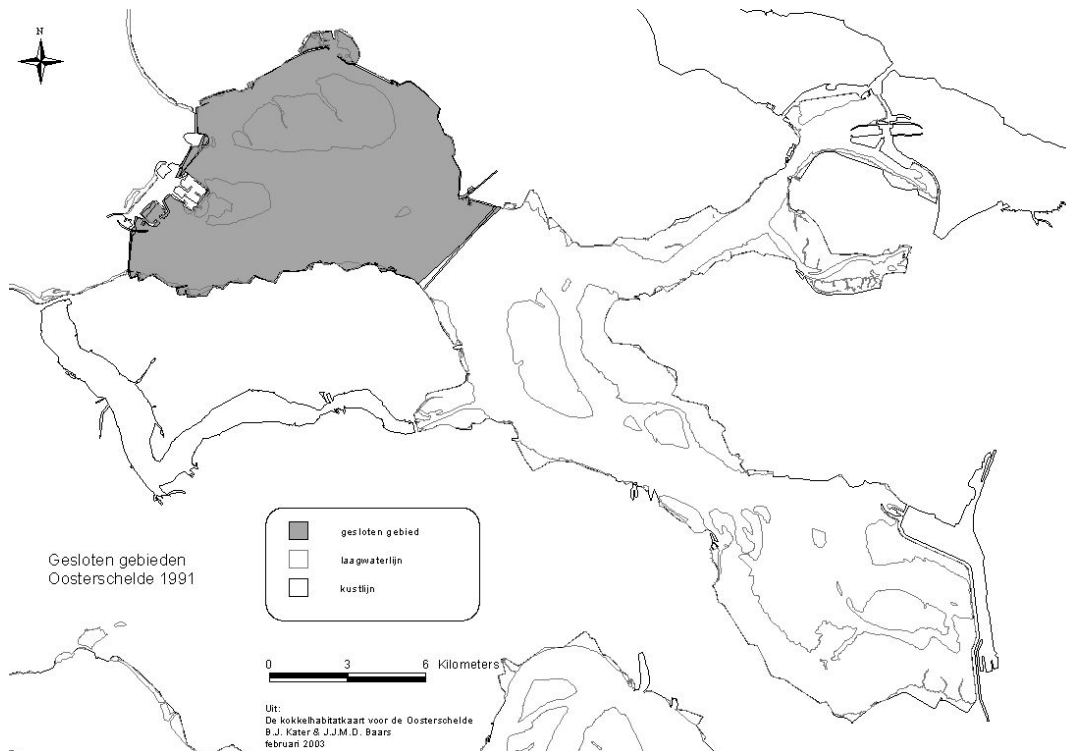 N
gesloten gebied
laagwaterlijn
kustlijn
Gesloten gebieden
Oosterschelde 1991
0 3 6 Kilometers
Uit:
De kokkelhabitatkaart voor de Oosterschelde
B.J. Kater & J.J.M.D. Baars
februari 2003